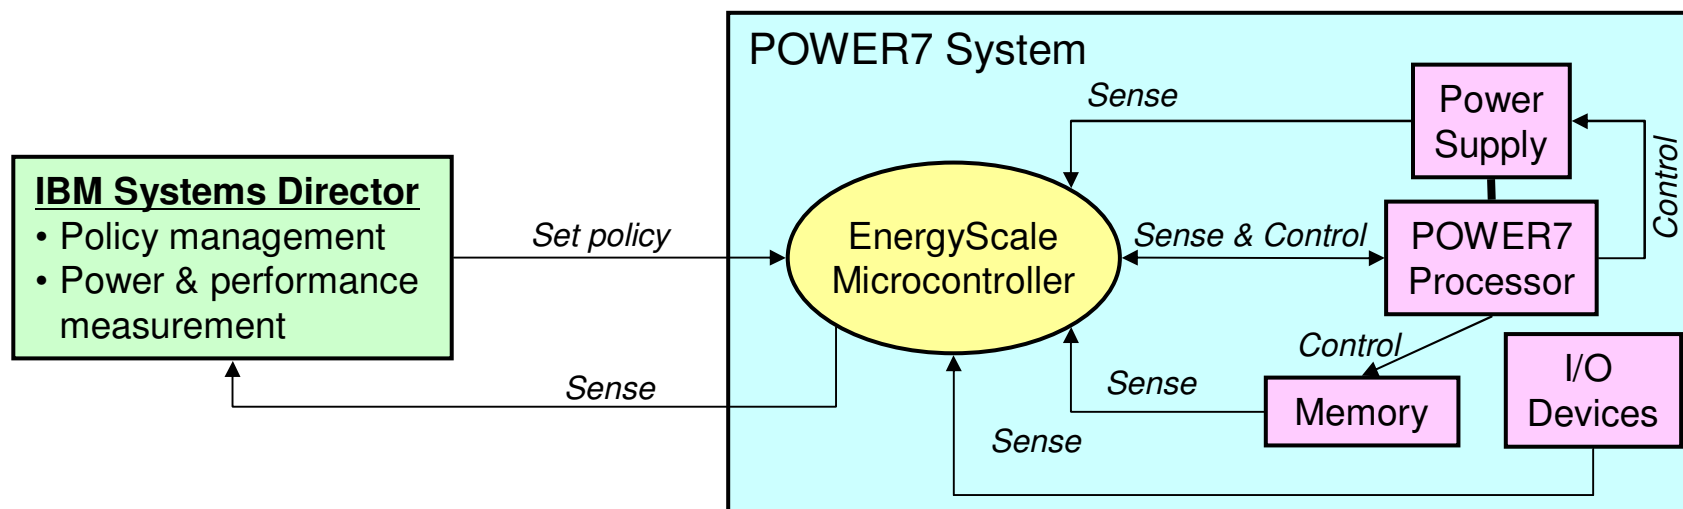 POWER7 System
Sense
Power
Supply
Control
IBM Systems Director
• Policy management
• Power & performance
measurement
Set policy
EnergyScale
Microcontroller
Sense & Control
POWER7
Processor
Control
Sense
Sense
Memory
I/O
Devices
Sense